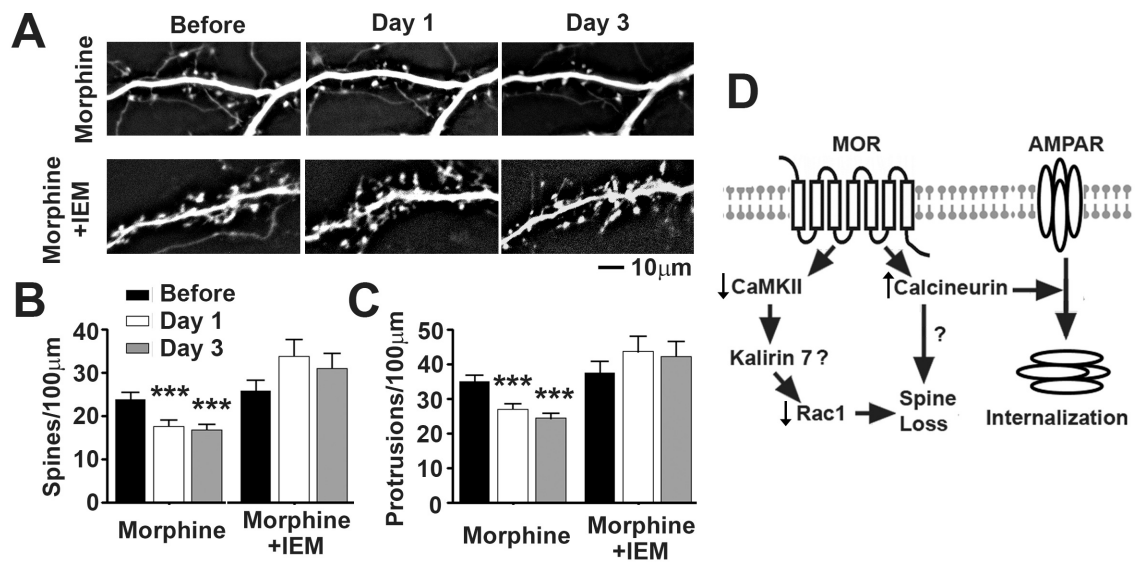 A
Before
Day 1
Day 3
Morphine
Morphine
+IEM
10μm
B
Before
Day 1
Day 3
Spines/100μm
40
30
20
10
0
***
***
Morphine
Morphine
+IEM
C
Protrusions/100μm
50
40
30
20
10
0
***
***
Morphine
Morphine
+IEM
D
MOR
AMPAR
↓CaMKII
↑Calcineurin
?
Kalirin 7?
↓Rac1
Spine
Loss
Internalization